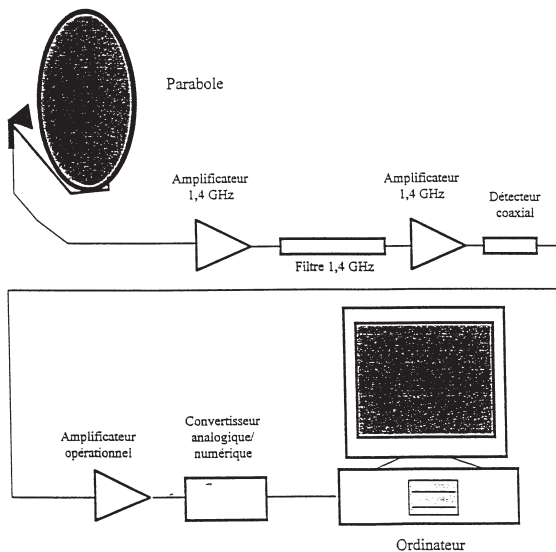 Parabole
Amplificateur
1,4 GHz
Filtre 1,4 GHz
Amplificateur
1,4 GHz
Détecteur
coaxial
Amplificateur
opérationnel
Convertisseur
analogique/
numérique
Ordinateur